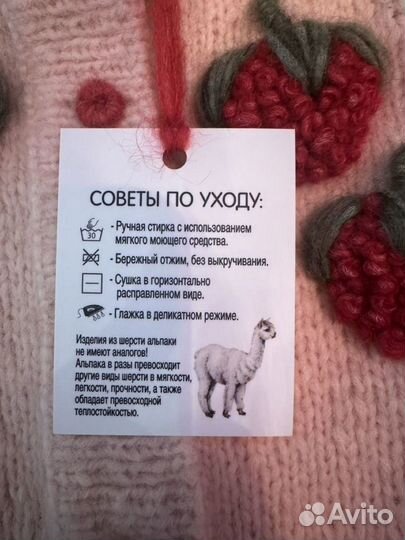 СОВЕТЫ ПО УХОДУ:
30
- Ручная стирка с использованием
мягкого моющего средства.
- Бережный отжим, без выкручивания.
- Сушка в горизонтально
расправленном виде.
- Глажка в деликатном режиме.
Изделия из шерсти альпаки
не имеют аналогов!
Альпака в разы превосходит
другие виды шерсти в мягкости,
легкости, прочности, а также
обладает превосходной
теплостойкостью.
Avito